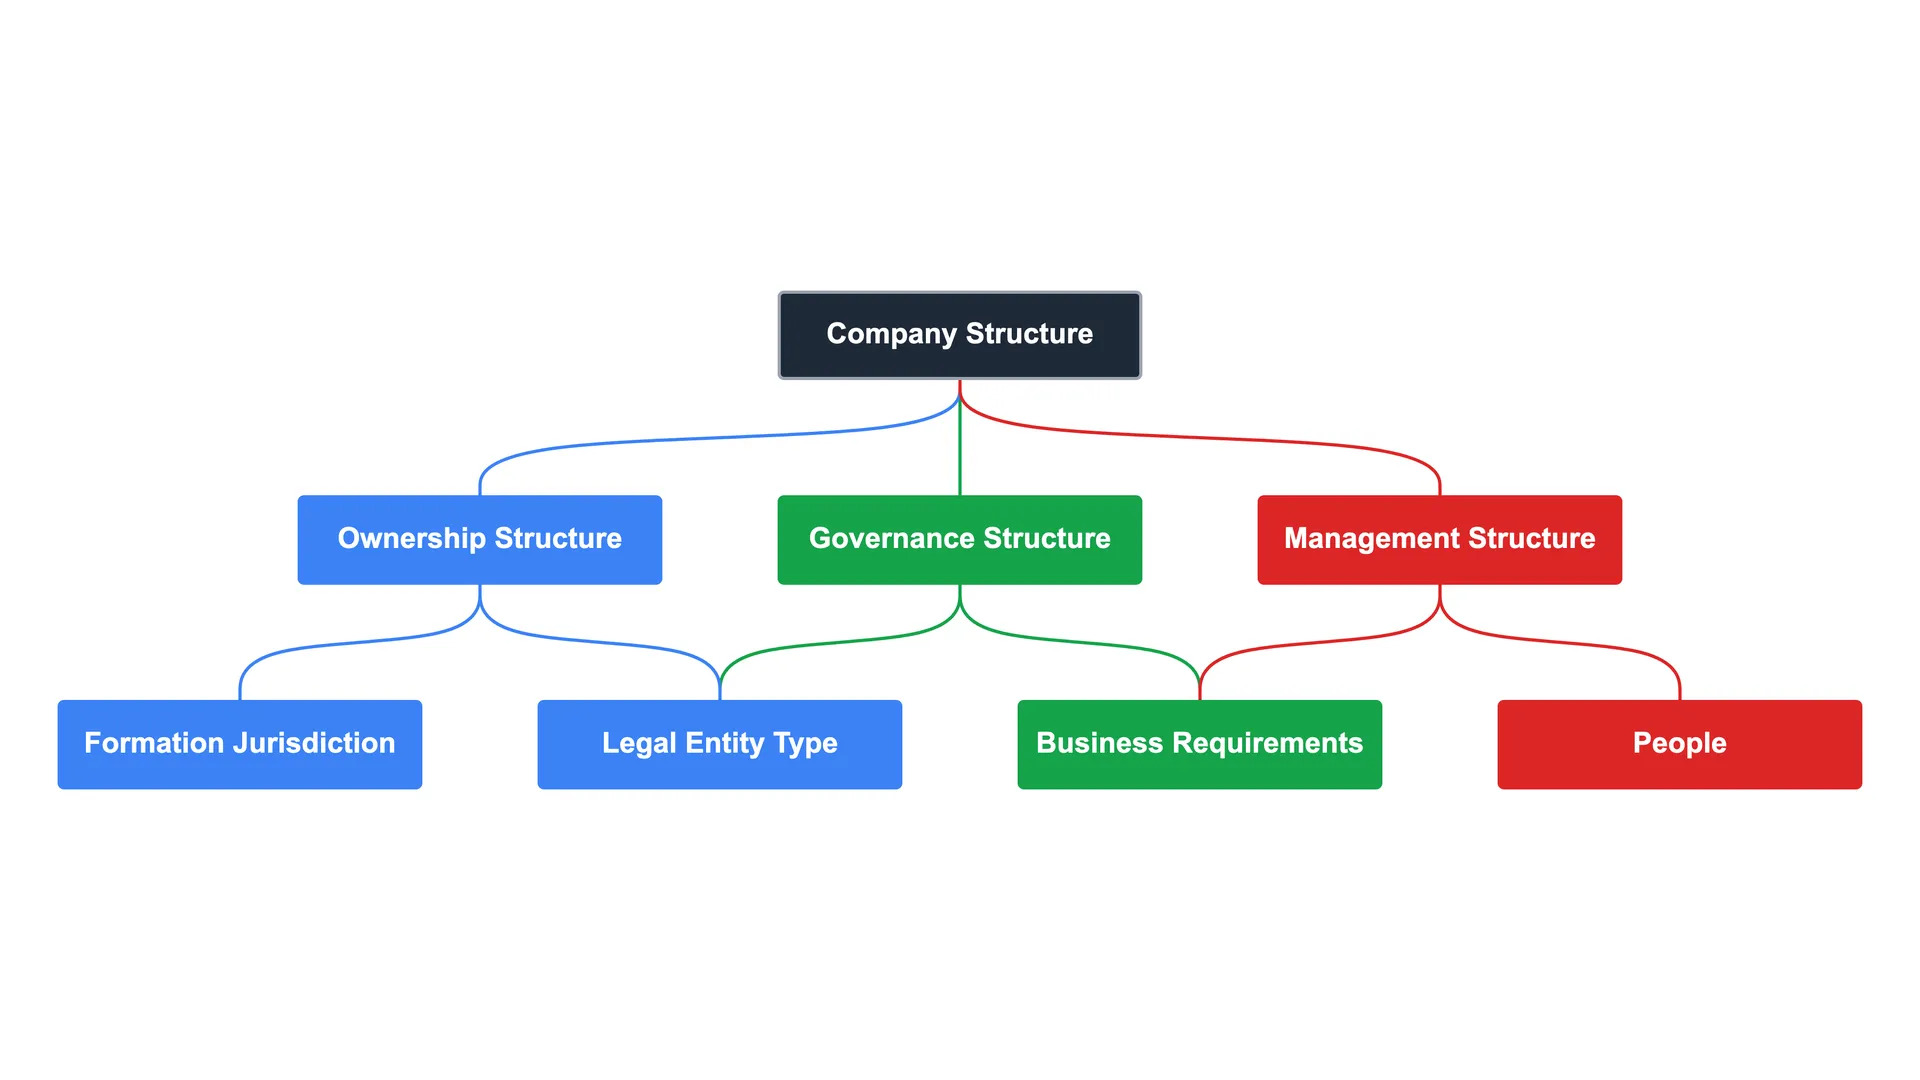 Company Structure
Ownership Structure
Governance Structure
Management Structure
Formation Jurisdiction
Legal Entity Type
Business Requirements
People